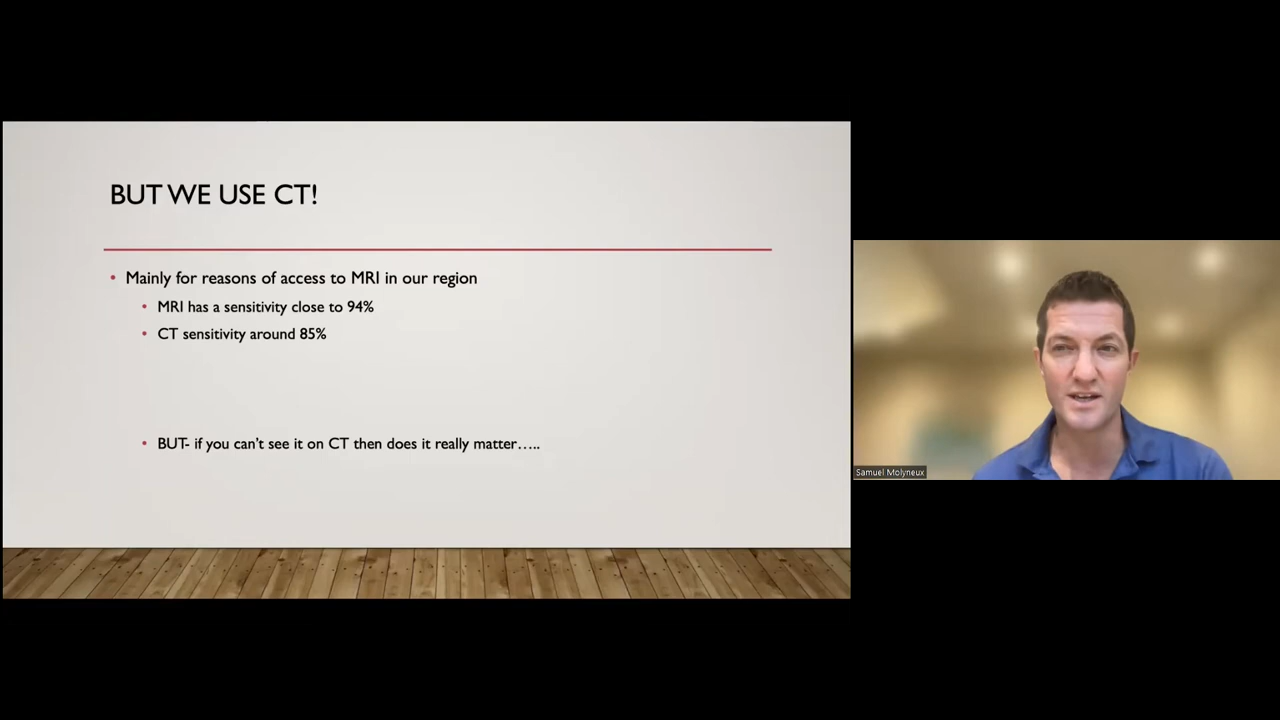 BUT WE USE CT!
• Mainly for reasons of access to MRI in our region
• MRI has a sensitivity close to 94%
• CT sensitivity around 85%
• BUT- if you can't see it on CT then does it really matter…..
Samuel Molyneux